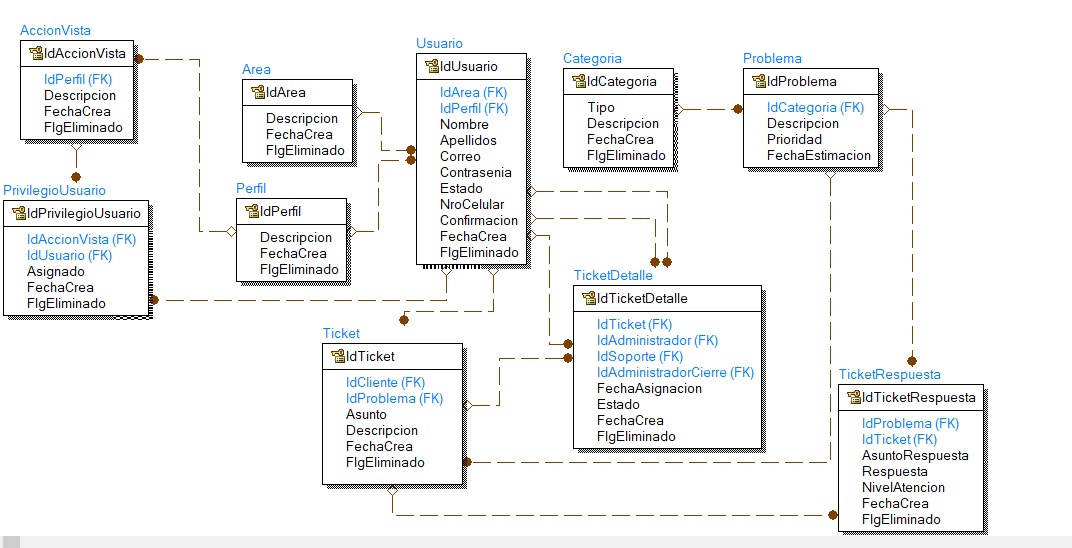 AccionVista
IdAccionVista
IdPerfil (FK)
Descripcion
FechaCrea
FlgEliminado
Area
IdArea
Descripcion
FechaCrea
FlgEliminado
Usuario
IdUsuario
IdArea (FK)
IdPerfil (FK)
Nombre
Apellidos
Correo
Contrasenia
Estado
NroCelular
Confirmacion
FechaCrea
FlgEliminado
Categoria
IdCategoria
Tipo
Descripcion
FechaCrea
FlgEliminado
Problema
IdProblema
IdCategoria (FK)
Descripcion
Prioridad
FechaEstimacion
PrivilegioUsuario
IdPrivilegioUsuario
IdAccionVista (FK)
IdUsuario (FK)
Asignado
FechaCrea
FlgEliminado
Perfil
IdPerfil
Descripcion
FechaCrea
FlgEliminado
Ticket
IdTicket
IdCliente (FK)
IdProblema (FK)
Asunto
Descripcion
FechaCrea
FlgEliminado
TicketDetalle
IdTicketDetalle
IdTicket (FK)
IdAdministrador (FK)
IdSoporte (FK)
IdAdministradorCierre (FK)
FechaAsignacion
Estado
FechaCrea
FlgEliminado
TicketRespuesta
IdTicketRespuesta
IdProblema (FK)
IdTicket (FK)
AsuntoRespuesta
Respuesta
NivelAtencion
FechaCrea
FlgEliminado